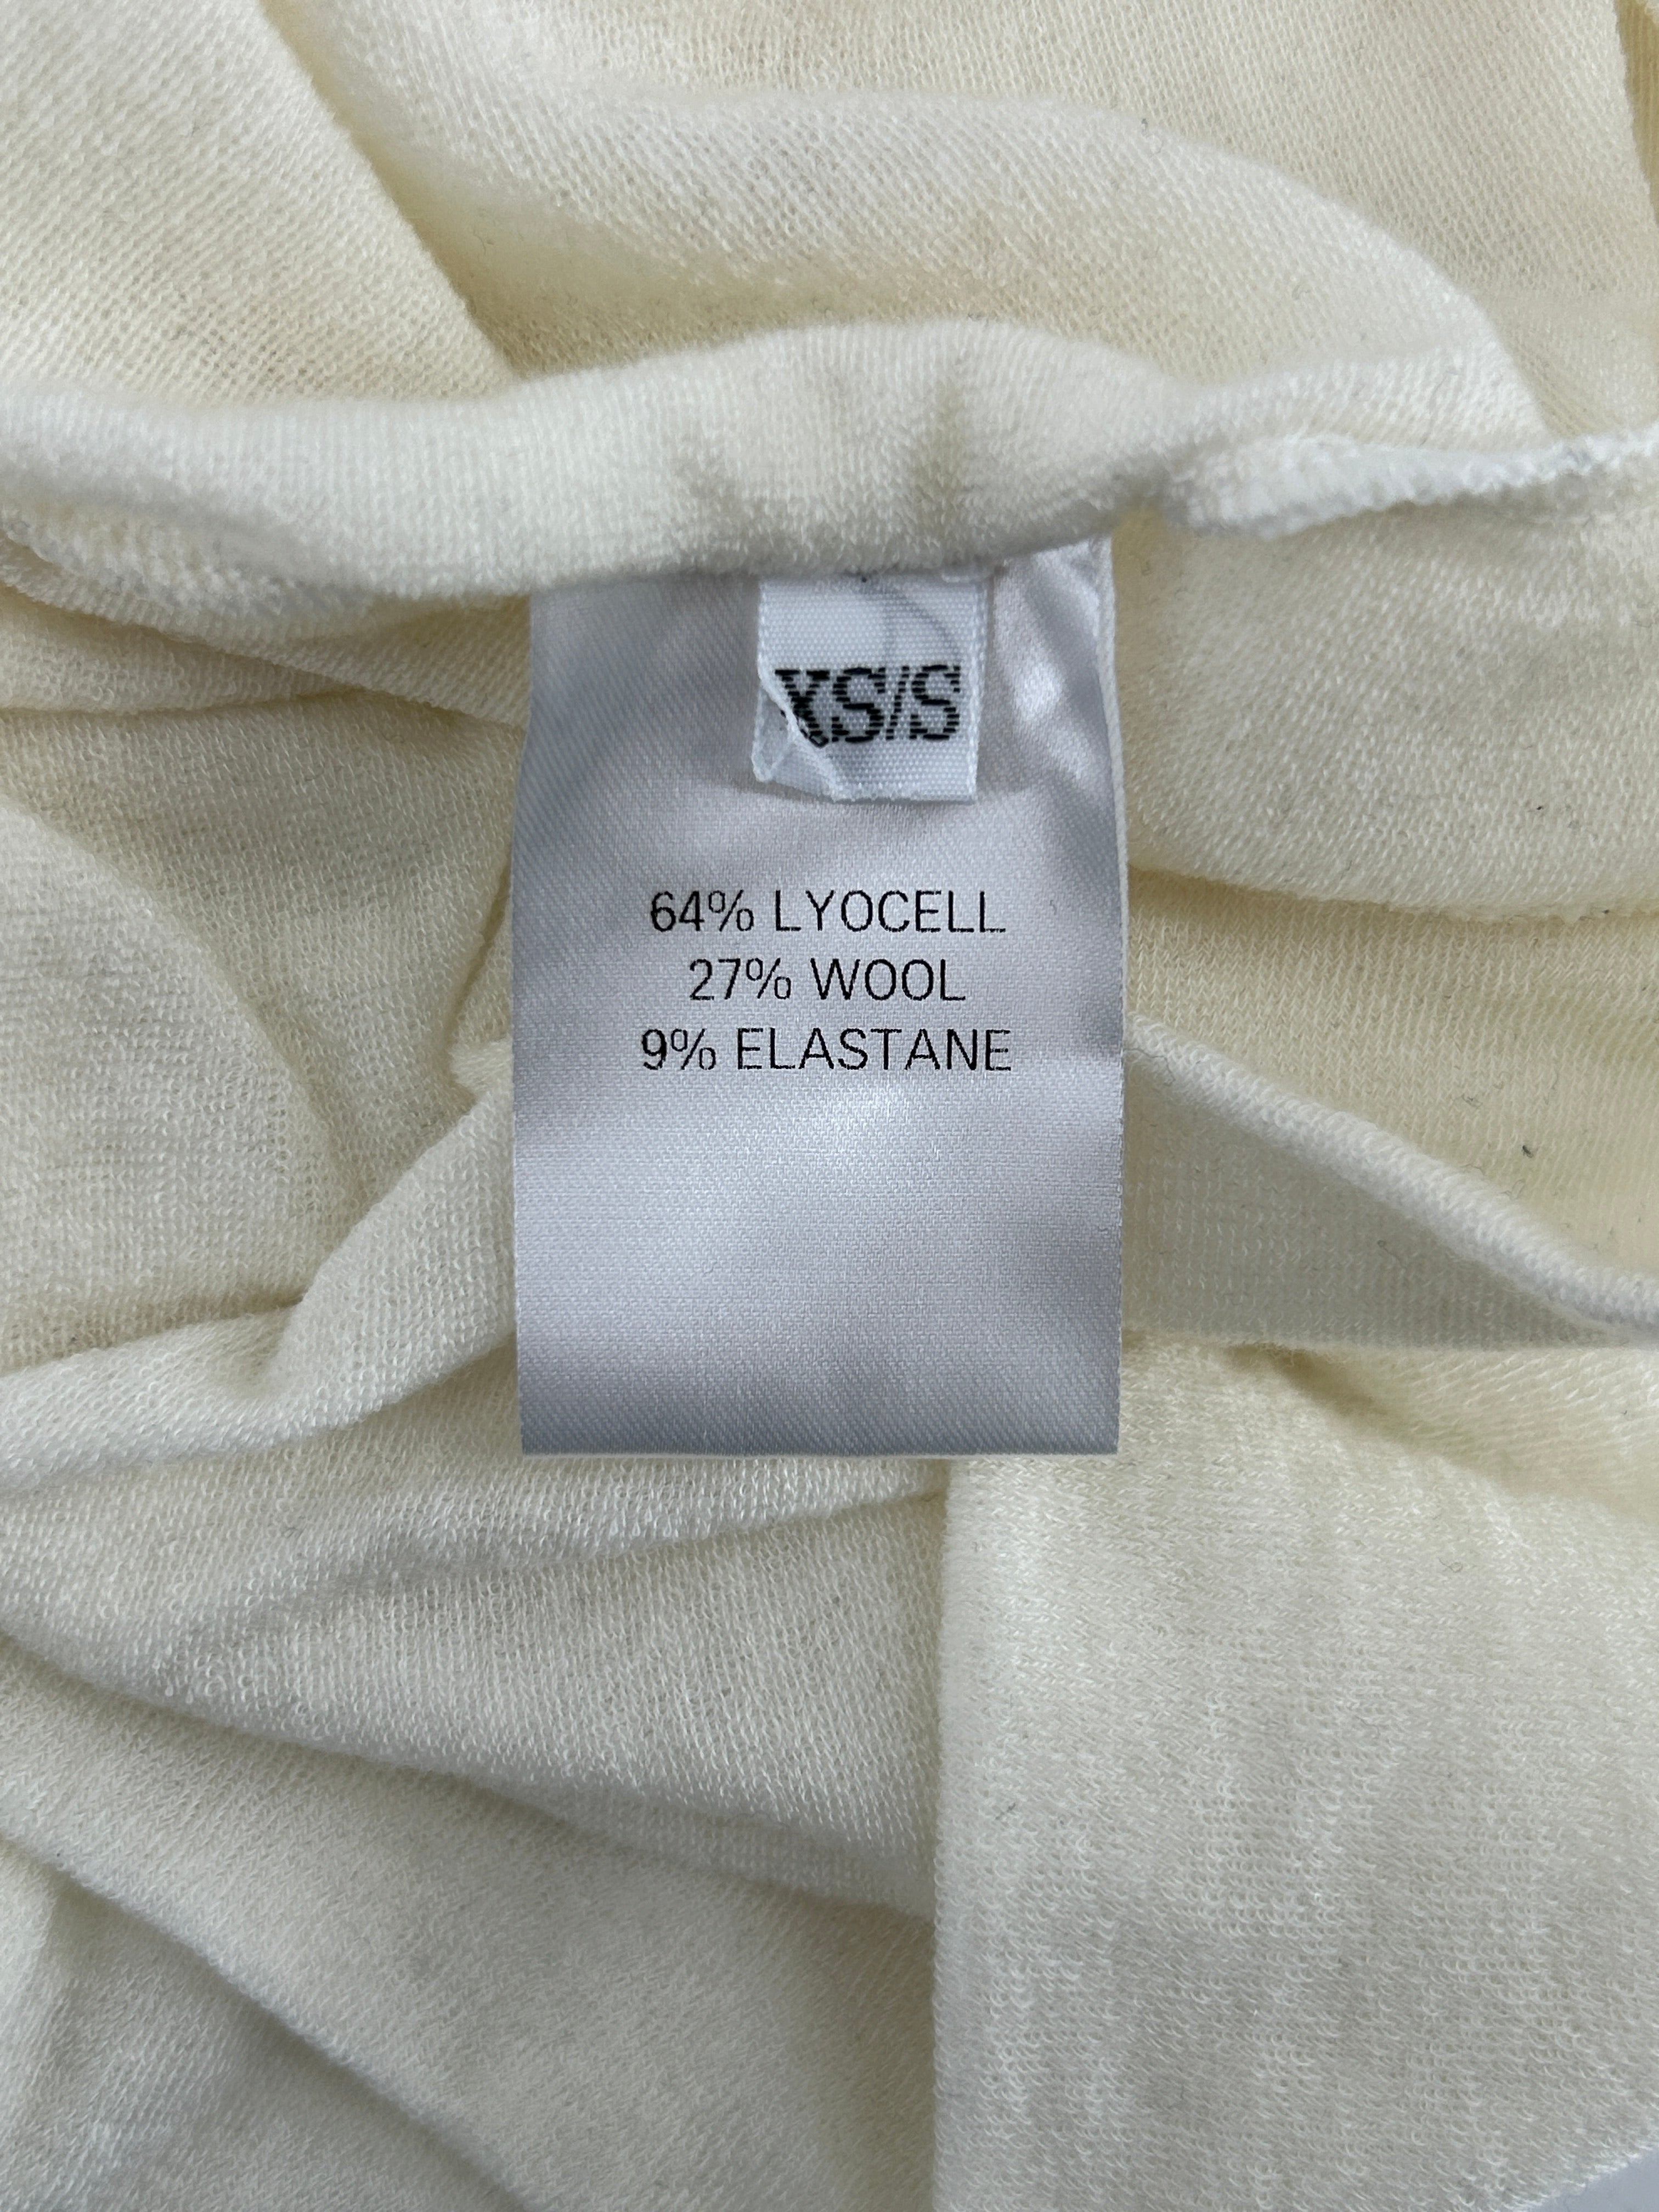 XS/S
64% LYOCELL
27% WOOL
9% ELASTANE